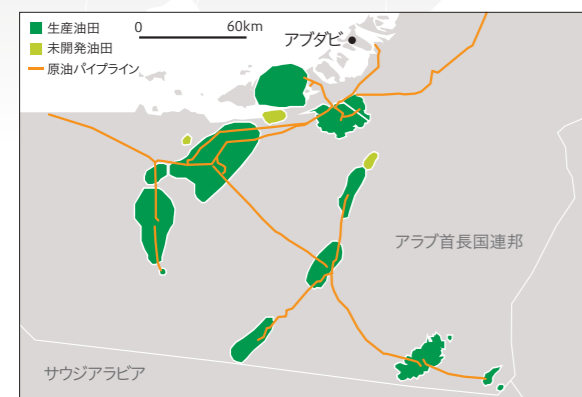 生産油田
0 60km
未開発油田
原油パイプライン
アブダビ
アラブ首長国連邦
サウジアラビア